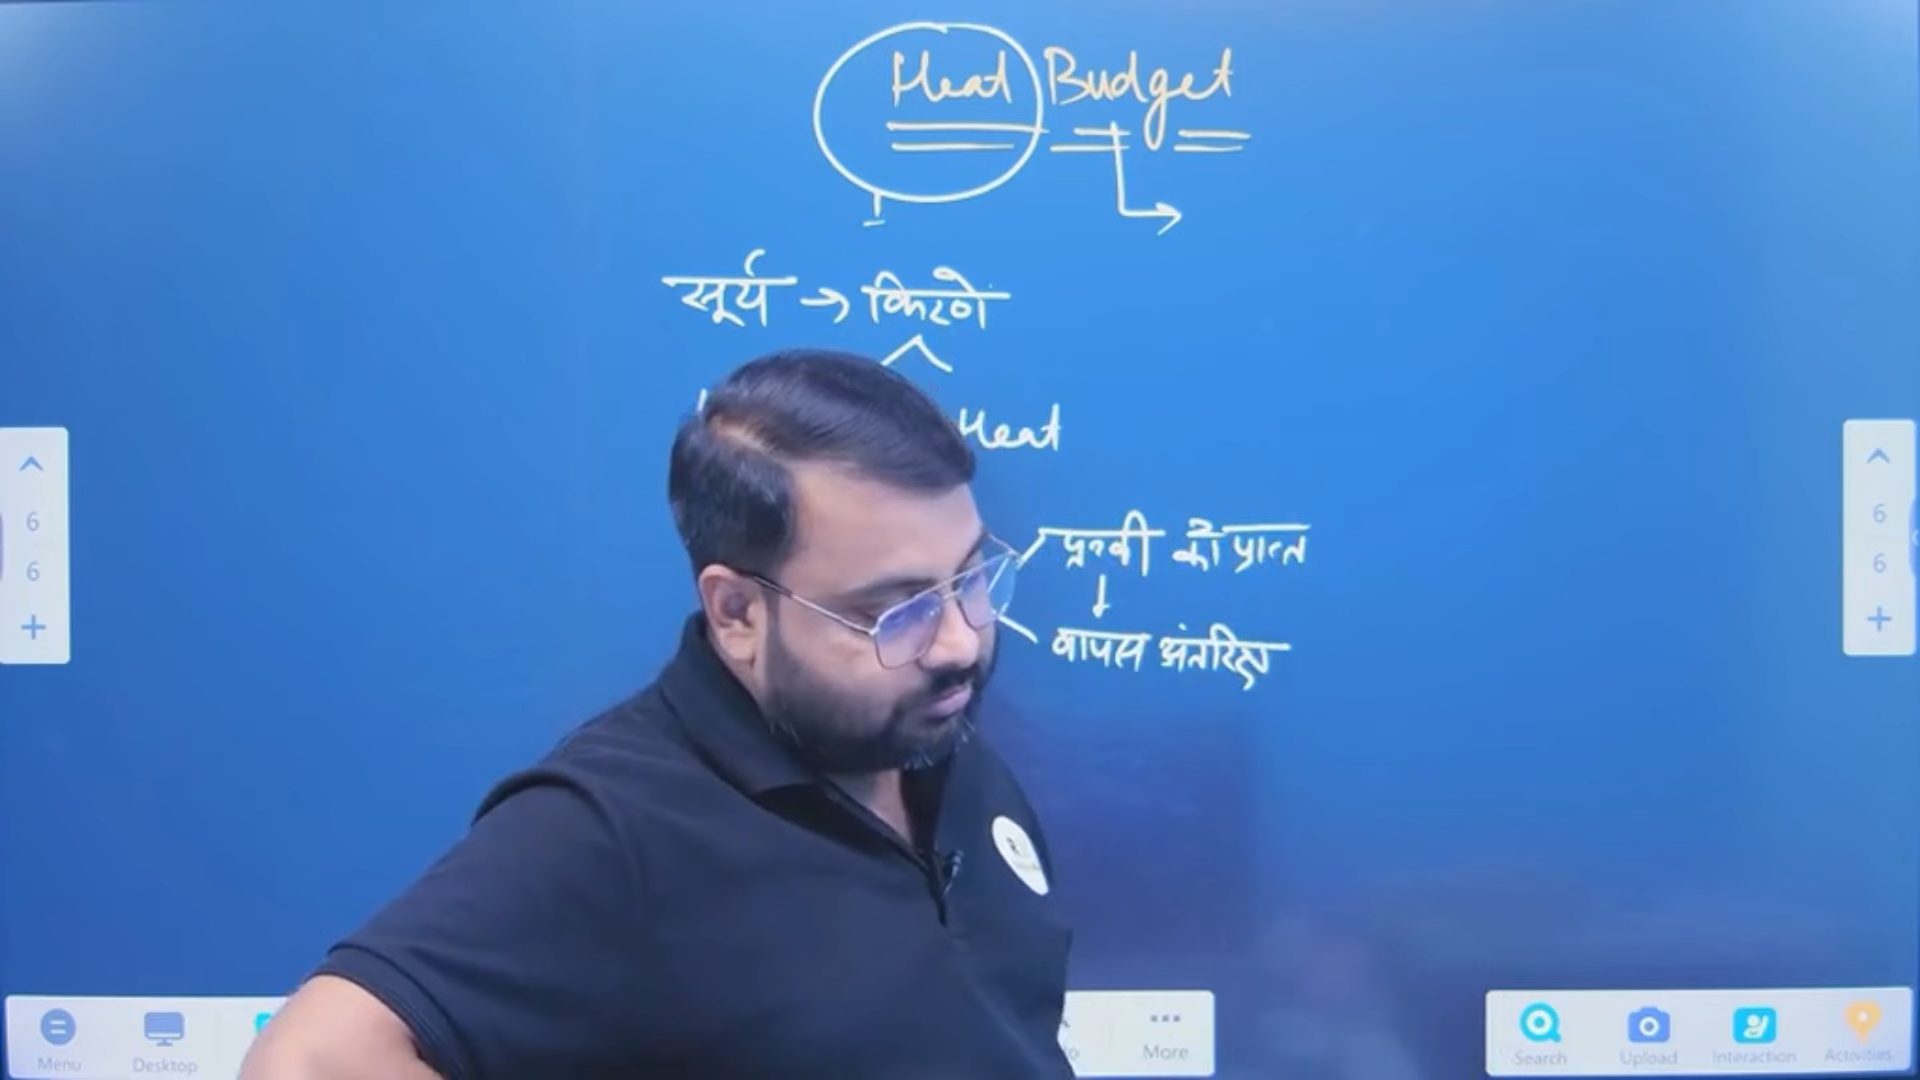 Heat Budget
सूर्य → किरणे
Heat
पृथ्वी को प्राप्त
वापस अंतरिक्ष
6
6
6
6
Menu
Desktop
More
Search
Upload
Interaction
Activities